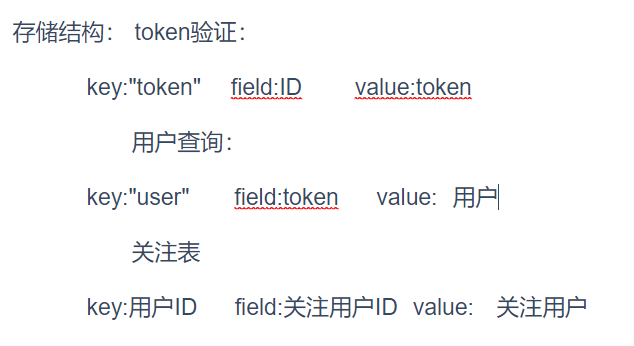 存储结构： token验证：
key:"token" field:ID value:token
用户查询：
key:"user" field:token value: 用户
关注表
key:用户ID field:关注用户ID value: 关注用户